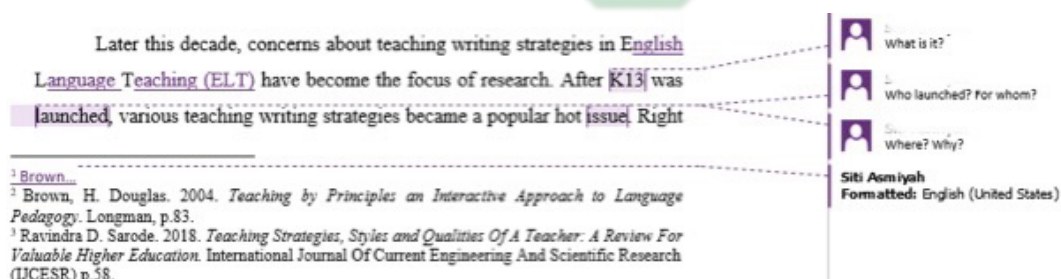 Later this decade, concerns about teaching writing strategies in English
Language Teaching (ELT) have become the focus of research. After K13 was
launched, various teaching writing strategies became a popular hot issue. Right
What is it?
Who launched? For whom?
Where? Why?
Siti Asmiyah
Formatted: English (United States)
1 Brown...
2 Brown, H. Douglas. 2004. Teaching by Principles an Interactive Approach to Language
Pedagogy. Longman, p.83.
3 Ravindra D. Sarode. 2018. Teaching Strategies, Styles and Qualities Of A Teacher: A Review For
Valuable Higher Education. International Journal Of Current Engineering And Scientific Research
(IJCESR) p.58.